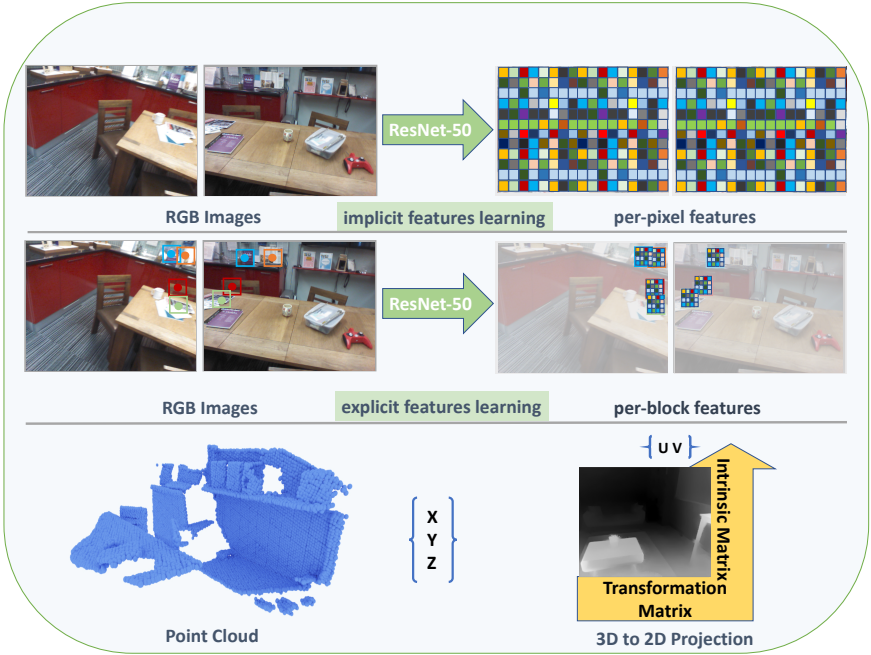 ResNet-50
RGB Images
implicit features learning
per-pixel features
ResNet-50
RGB Images
explicit features learning
per-block features
{ U V }
Intrinsic Matrix
X
Y
Z
Transformation
Matrix
Point Cloud
3D to 2D Projection